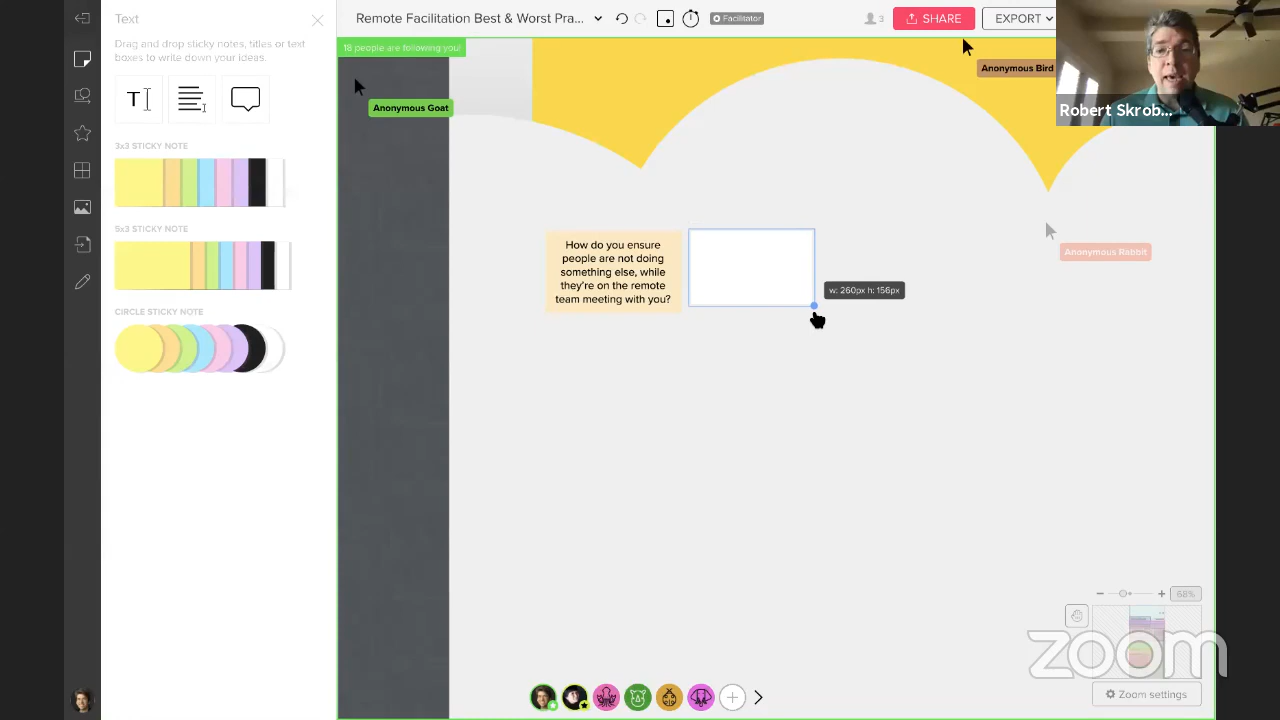 Text
Drag and drop sticky notes, titles or text
boxes to write down your ideas.
T
3x3 STICKY NOTE
5x3 STICKY NOTE
CIRCLE STICKY NOTE
Remote Facilitation Best & Worst Pra...
Facilitator
3
SHARE
EXPORT
18 people are following you!
Anonymous Goat
Anonymous Bird
Robert Skrob...
Anonymous Rabbit
How do you ensure
people are not doing
something else, while
they're on the remote
team meeting with you?
w: 260px h: 156px
68%
zoom
Zoom settings